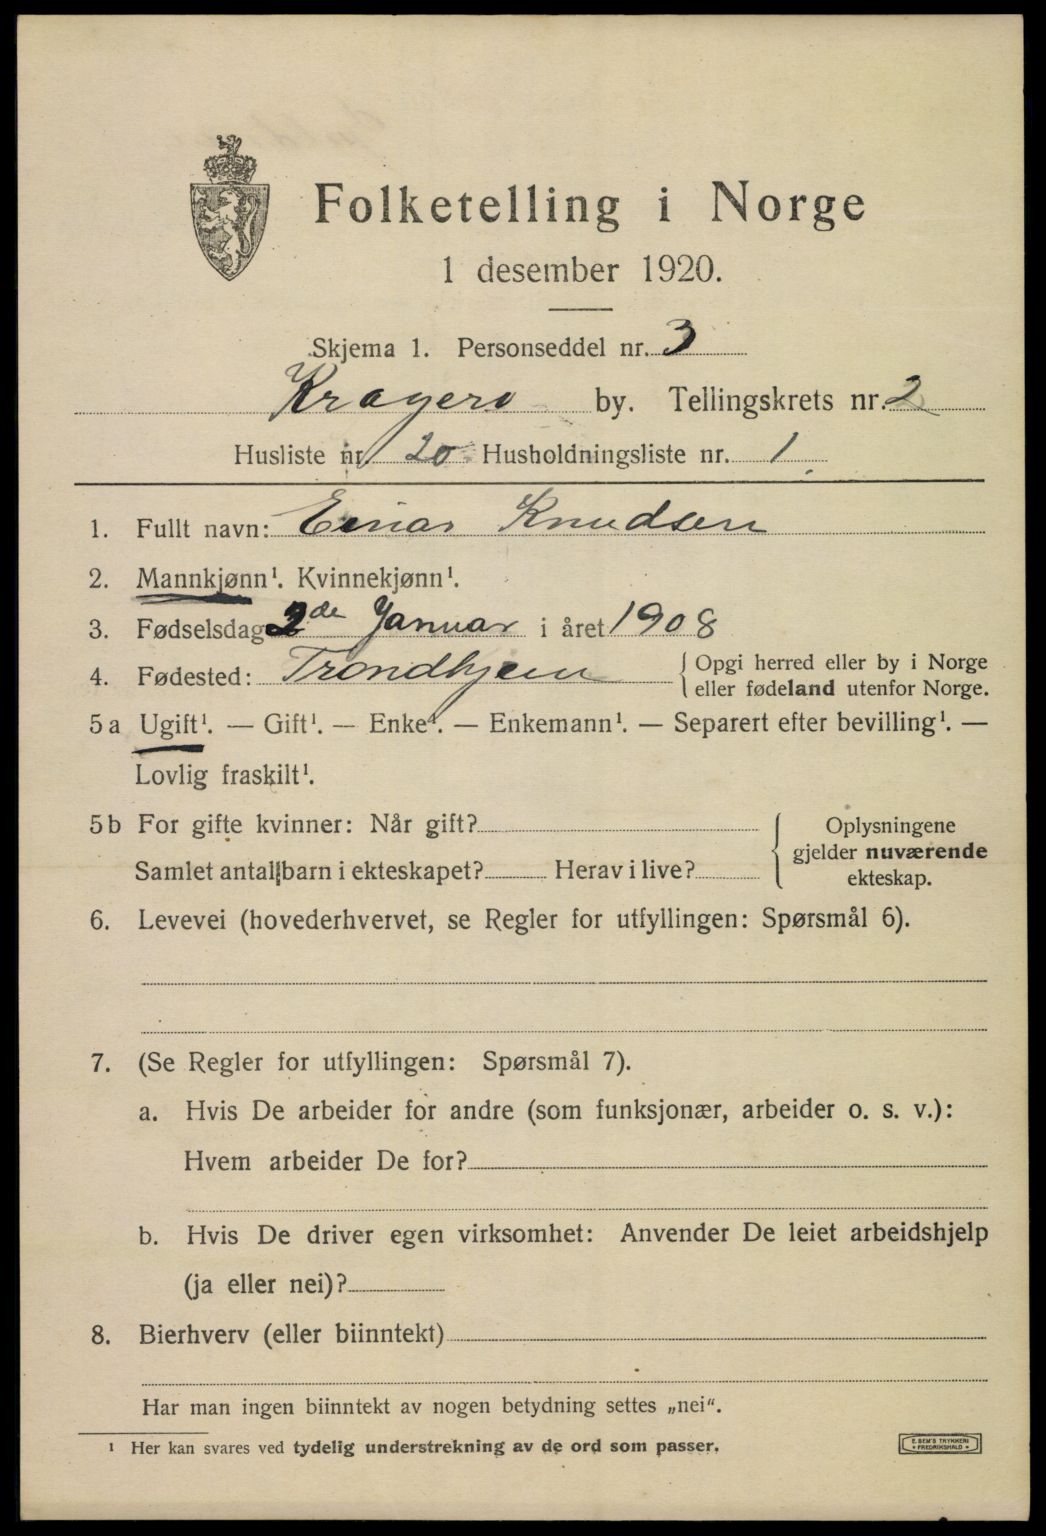 Folketelling i Norge
1 desember 1920.
Skjema 1. Personseddel nr. 3
Kragerø by. Tellingskrets nr. 2
Husliste nr. 20 Husholdningsliste nr. 1
1. Fullt navn: Einar Knudsen
2. Mannkjønn¹. Kvinnekjønn¹.
3. Fødselsdag 2de Januar i året 1908
4. Fødested: Trondhjem { Opgi herred eller by i Norge
eller fødeland utenfor Norge.
5a Ugift¹. — Gift¹. — Enke¹. — Enkemann¹. — Separert efter bevilling¹. —
Lovlig fraskilt¹.
5b For gifte kvinner: Når gift? { Oplysningene
gjelder nuværende
Samlet antal barn i ekteskapet? Herav i live? ekteskap.
6. Levevei (hovederhvervet, se Regler for utfyllingen: Spørsmål 6).
7. (Se Regler for utfyllingen: Spørsmål 7).
a. Hvis De arbeider for andre (som funksjonær, arbeider o. s. v.):
Hvem arbeider De for?
b. Hvis De driver egen virksomhet: Anvender De leiet arbeidshjelp
(ja eller nei)?
8. Bierhverv (eller biinntekt)
Har man ingen biinntekt av nogen betydning settes „nei“.
¹ Her kan svares ved tydelig understrekning av de ord som passer.
E. SEM'S TRYKKERI
• FREDRIKSHALD •